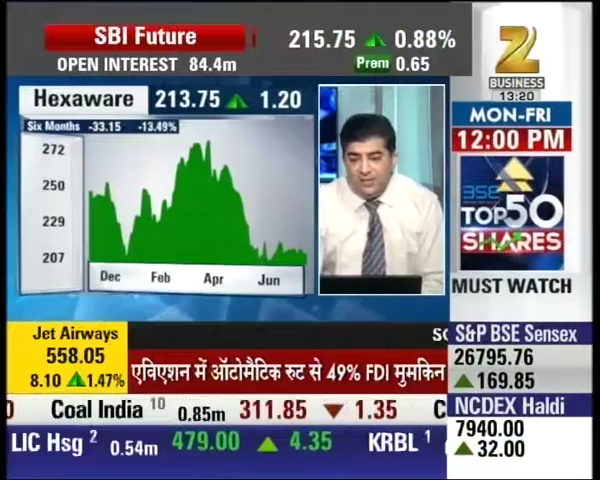 SBI Future
215.75 0.88%
OPEN INTEREST 84.4m
Prem 0.65
Z
BUSINESS
13:20
Hexaware 213.75 1.20
Six Months -33.15 -13.49%
272
250
229
207
Dec Feb Apr Jun
MON-FRI
12:00 PM
BSE
TOP 50
SHARES
MUST WATCH
Jet Airways
558.05
8.10 1.47%
एविएशन में ऑटोमैटिक रुट से 49% FDI मुमकिन
S&P BSE Sensex
26795.76
169.85
Coal India 10 0.85m 311.85 1.35
NCDEX Haldi
7940.00
32.00
LIC Hsg 2 0.54m 479.00 4.35 KRBL 1